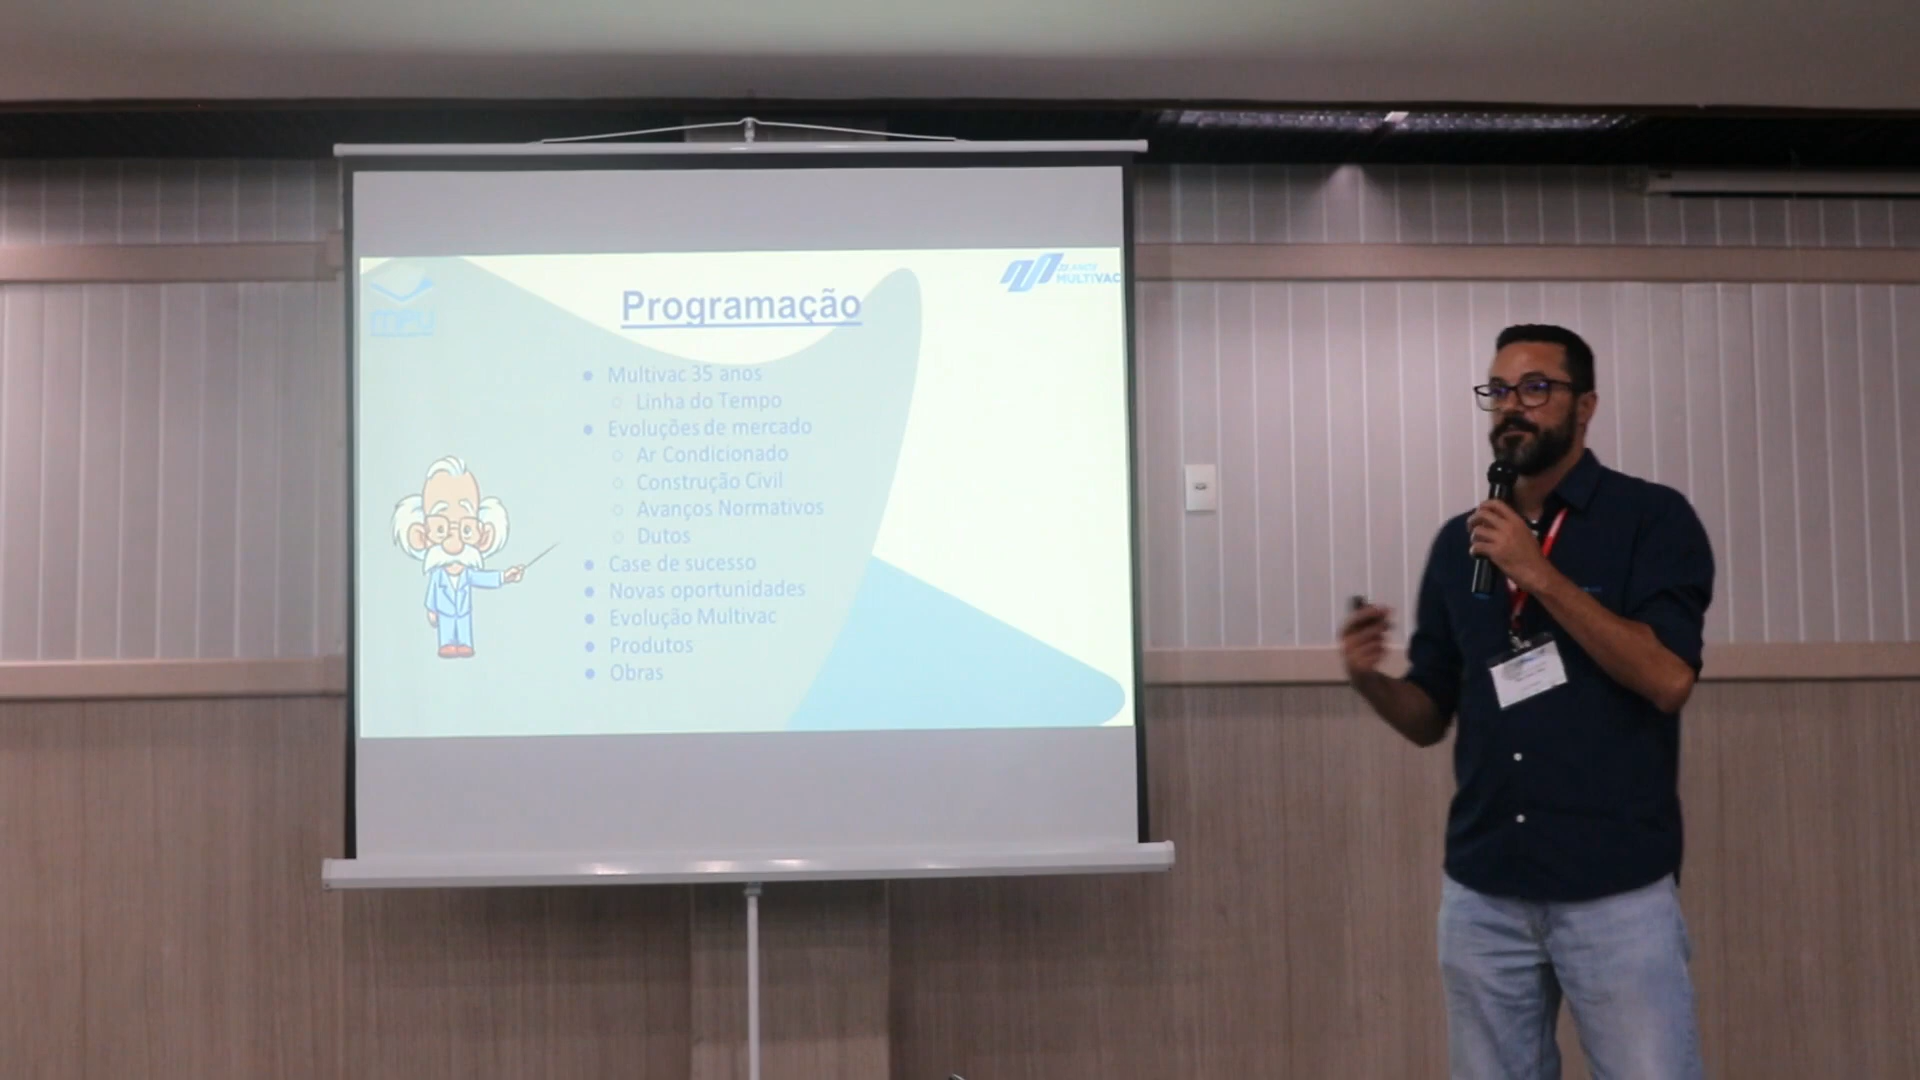 Programação
MULTIVAC
Multivac 35 anos
Linha do Tempo
Evoluções de mercado
Ar Condicionado
Construção Civil
Avanços Normativos
Dutos
Case de sucesso
Novas oportunidades
Evolução Multivac
Produtos
Obras